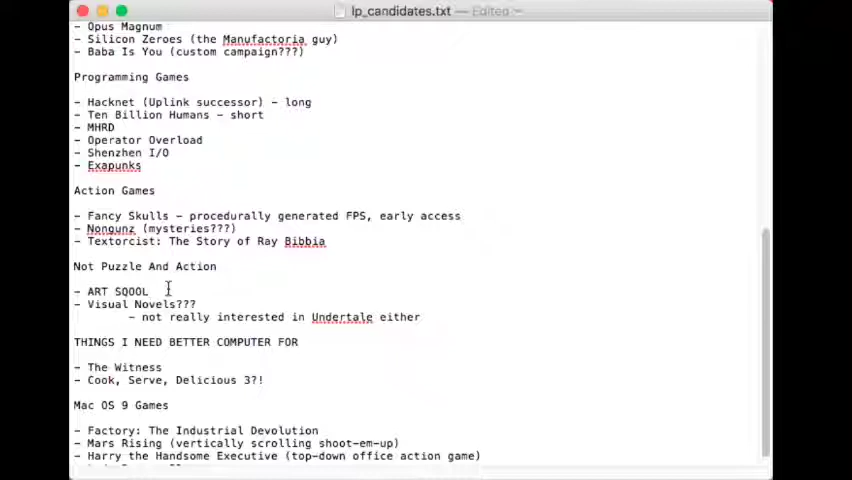 lp_candidates.txt — Edited
- Opus Magnum
- Silicon Zeroes (the Manufactoria guy)
- Baba Is You (custom campaign???)
Programming Games
- Hacknet (Uplink successor) - long
- Ten Billion Humans - short
- MHRD
- Operator Overload
- Shenzhen I/O
- Exapunks
Action Games
- Fancy Skulls - procedurally generated FPS, early access
- Nongunz (mysteries???)
- Textorcist: The Story of Ray Bibbia
Not Puzzle And Action
- ART SQOOL
- Visual Novels???
- not really interested in Undertale either
THINGS I NEED BETTER COMPUTER FOR
- The Witness
- Cook, Serve, Delicious 3?!
Mac OS 9 Games
- Factory: The Industrial Devolution
- Mars Rising (vertically scrolling shoot-em-up)
- Harry the Handsome Executive (top-down office action game)